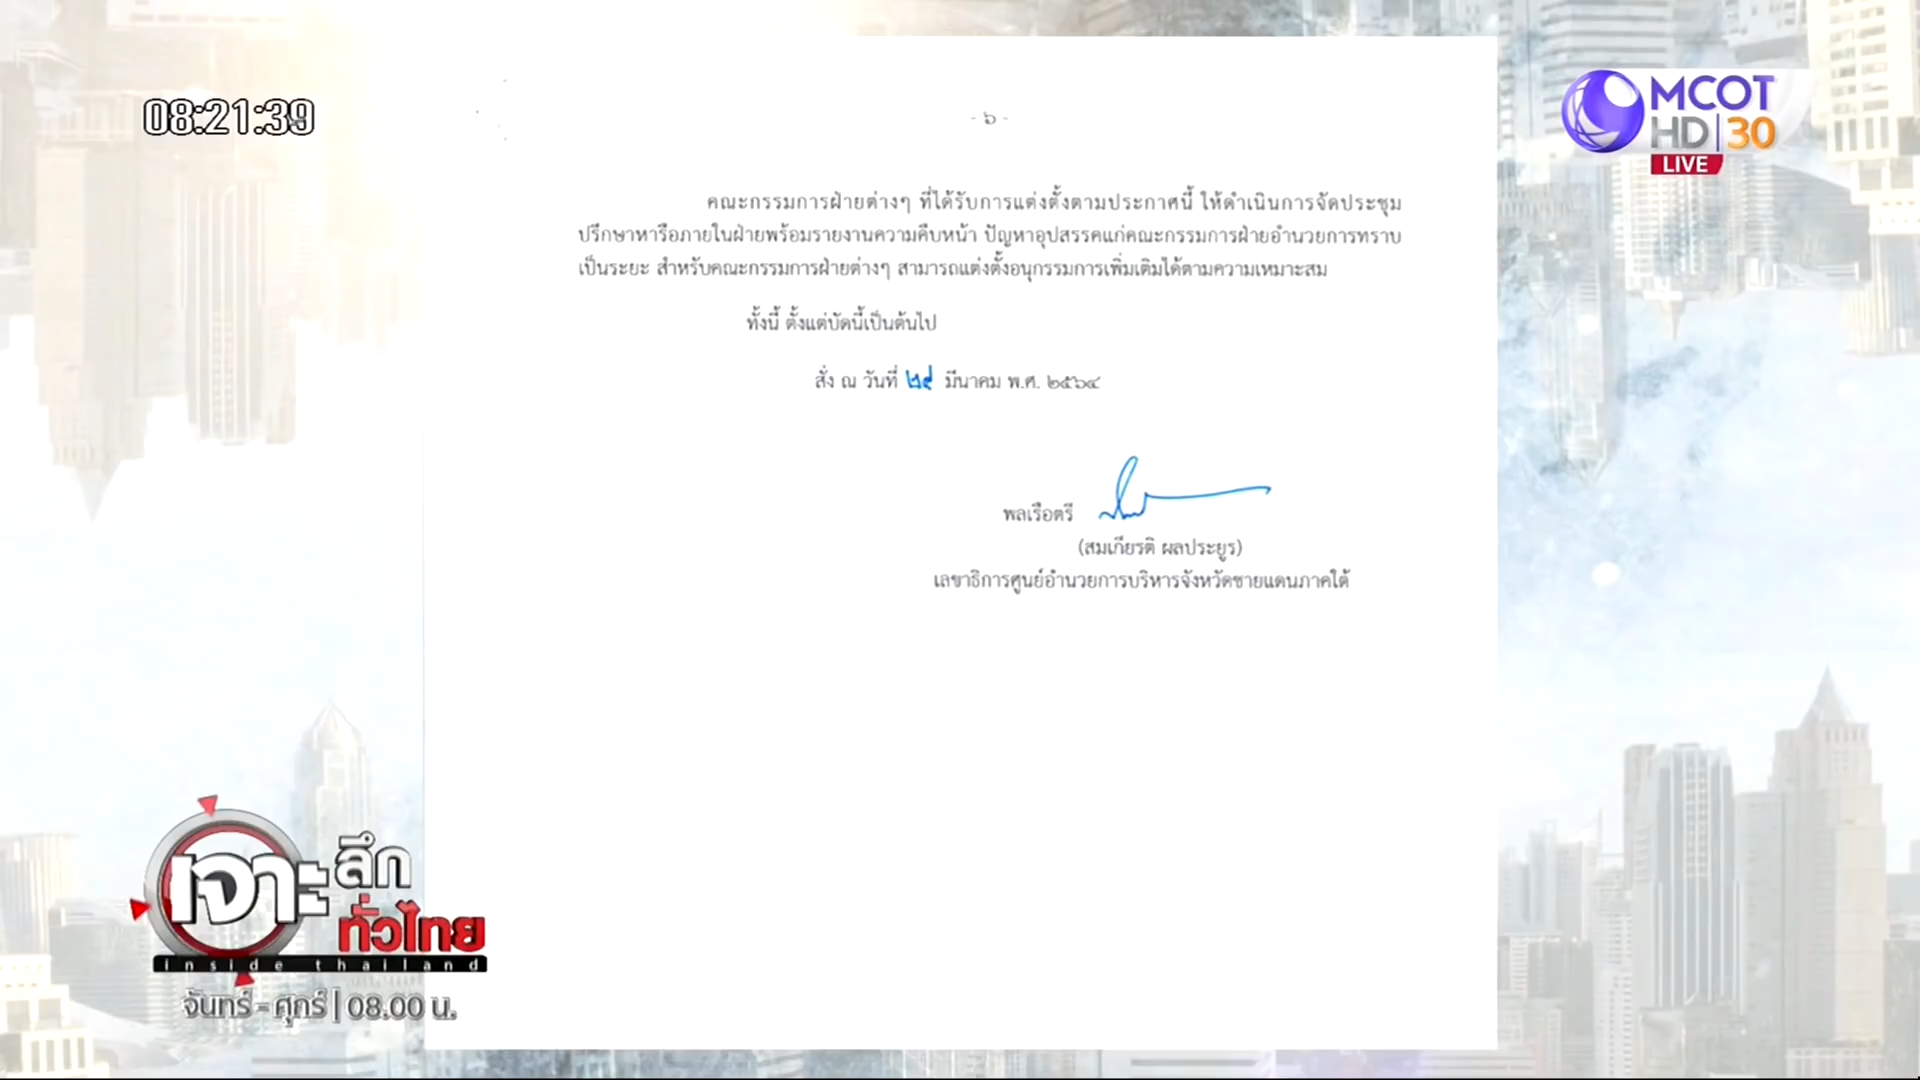 08:21:39
MCOT
HD 30
LIVE
- ๖ -
คณะกรรมการฝ่ายต่างๆ ที่ได้รับการแต่งตั้งตามประกาศนี้ ให้ดำเนินการจัดประชุม
ปรึกษาหารือภายในฝ่ายพร้อมรายงานความคืบหน้า ปัญหาอุปสรรคแก่คณะกรรมการฝ่ายอำนวยการทราบ
เป็นระยะ สำหรับคณะกรรมการฝ่ายต่างๆ สามารถแต่งตั้งอนุกรรมการเพิ่มเติมได้ตามความเหมาะสม
ทั้งนี้ ตั้งแต่บัดนี้เป็นต้นไป
สั่ง ณ วันที่ ๒๙ มีนาคม พ.ศ. ๒๕๖๔
พลเรือตรี
(สมเกียรติ ผลประยูร)
เลขาธิการศูนย์อำนวยการบริหารจังหวัดชายแดนภาคใต้
เจาะลึก
ทั่วไทย
inside thailand
จันทร์ - ศุกร์ | 08.00 น.